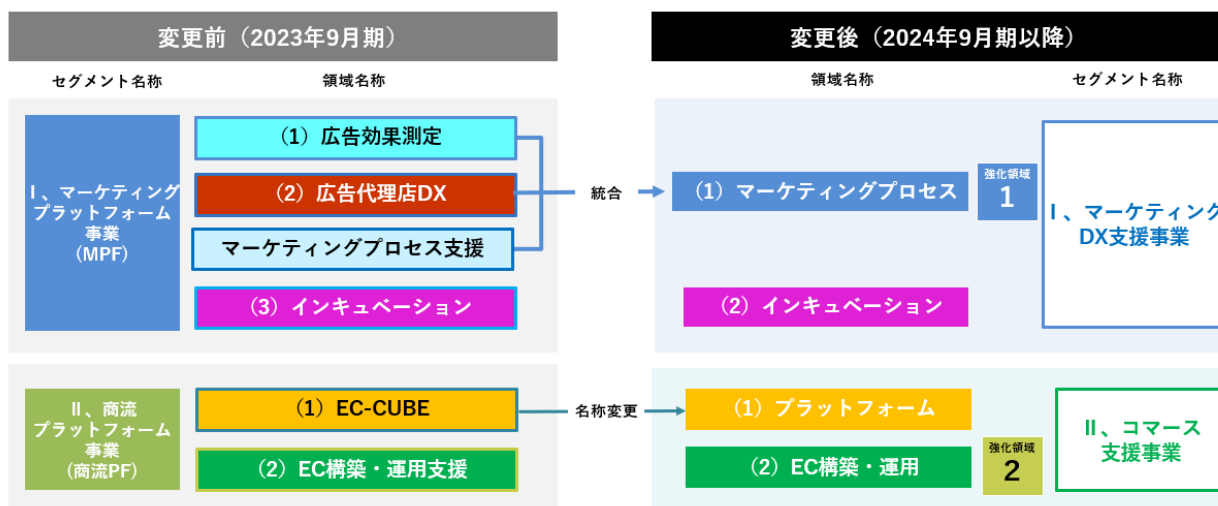 変更前（2023年9月期）
セグメント名称
領域名称
Ⅰ、マーケティング
プラットフォーム
事業
(MPF)
（1）広告効果測定
（2）広告代理店DX
マーケティングプロセス支援
（3）インキュベーション
統合
Ⅱ、商流
プラットフォーム
事業
(商流PF)
（1）EC-CUBE
（2）EC構築・運用支援
名称変更
変更後（2024年9月期以降）
領域名称
セグメント名称
（1）マーケティングプロセス
強化領域
1
（2）インキュベーション
Ⅰ、マーケティング
DX支援事業
（1）プラットフォーム
（2）EC構築・運用
強化領域
2
Ⅱ、コマース
支援事業